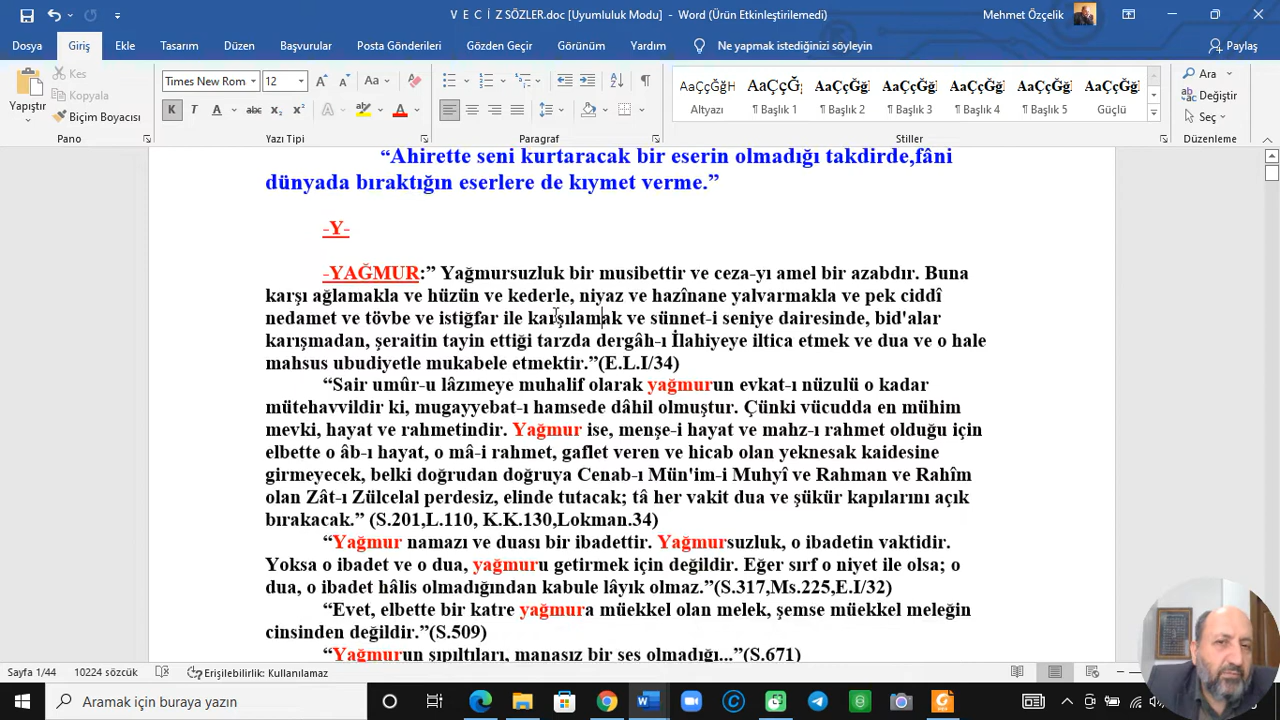 V E C İ Z SÖZLER.doc [Uyumluluk Modu] - Word (Ürün Etkinleştirilemedi)
Mehmet Özçelik
Dosya Giriş Ekle Tasarım Düzen Başvurular Posta Gönderileri Gözden Geçir Görünüm Yardım Ne yapmak istediğinizi söyleyin Paylaş
Yapıştır
Kes
Kopyala
Biçim Boyacısı
Pano
Times New Rom 12
K T A abc x₂ x²
Yazı Tipi
Paragraf
AaÇçĞğH AaÇçĞ AaÇçĞğ AaÇçĞğ AaÇçĞğ AaÇçĞğ AaÇçĞğH
Altyazı ¶ Başlık 1 ¶ Başlık 2 ¶ Başlık 3 ¶ Başlık 4 ¶ Başlık 5 Güçlü
Stiller
Ara
Değiştir
Seç
Düzenleme
“Ahirette seni kurtaracak bir eserin olmadığı takdirde,fâni
dünyada bıraktığın eserlere de kıymet verme.”
-Y-
-YAĞMUR:” Yağmursuzluk bir musibettir ve ceza-yı amel bir azabdır. Buna
karşı ağlamakla ve hüzün ve kederle, niyaz ve hazînane yalvarmakla ve pek ciddî
nedamet ve tövbe ve istiğfar ile karşılamak ve sünnet-i seniye dairesinde, bid'alar
karışmadan, şeraitin tayin ettiği tarzda dergâh-ı İlahiyeye iltica etmek ve dua ve o hale
mahsus ubudiyetle mukabele etmektir.”(E.L.I/34)
“Sair umûr-u lâzımeye muhalif olarak yağmurun evkat-ı nüzulü o kadar
mütehavvildir ki, mugayyebat-ı hamsede dâhil olmuştur. Çünki vücudda en mühim
mevki, hayat ve rahmetindir. Yağmur ise, menşe-i hayat ve mahz-ı rahmet olduğu için
elbette o âb-ı hayat, o mâ-i rahmet, gaflet veren ve hicab olan yeknesak kaidesine
girmeyecek, belki doğrudan doğruya Cenab-ı Mün'im-i Muhyî ve Rahman ve Rahîm
olan Zât-ı Zülcelal perdesiz, elinde tutacak; tâ her vakit dua ve şükür kapılarını açık
bırakacak.” (S.201,L.110, K.K.130,Lokman.34)
“Yağmur namazı ve duası bir ibadettir. Yağmursuzluk, o ibadetin vaktidir.
Yoksa o ibadet ve o dua, yağmuru getirmek için değildir. Eğer sırf o niyet ile olsa; o
dua, o ibadet hâlis olmadığından kabule lâyık olmaz.”(S.317,Ms.225,E.I/32)
“Evet, elbette bir katre yağmura müekkel olan melek, şemse müekkel meleğin
cinsinden değildir.”(S.509)
“Yağmurun şıpıltıları, manasız bir ses olmadığı...”(S.671)
Sayfa 1/44 10224 sözcük Erişilebilirlik: Kullanılamaz
Aramak için buraya yazın